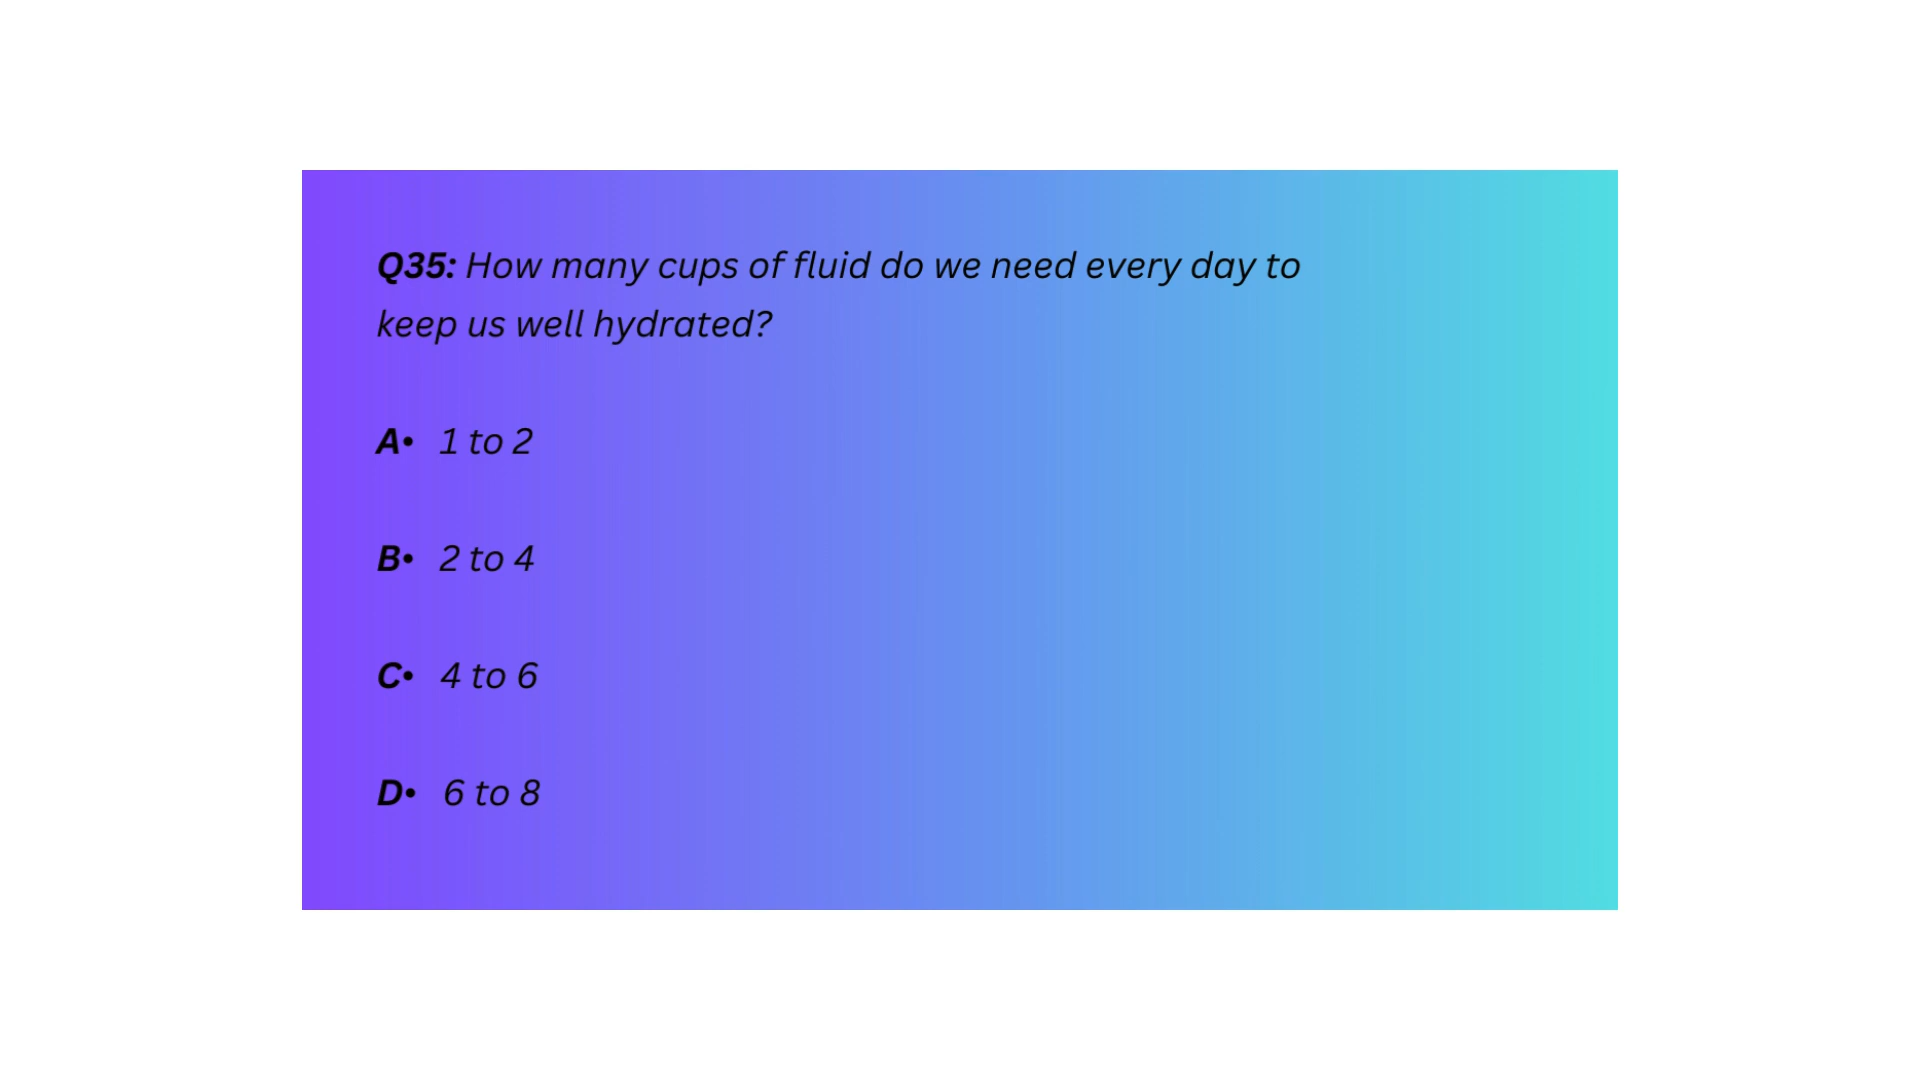 Q35: How many cups of fluid do we need every day to
keep us well hydrated?
A• 1 to 2
B• 2 to 4
C• 4 to 6
D• 6 to 8